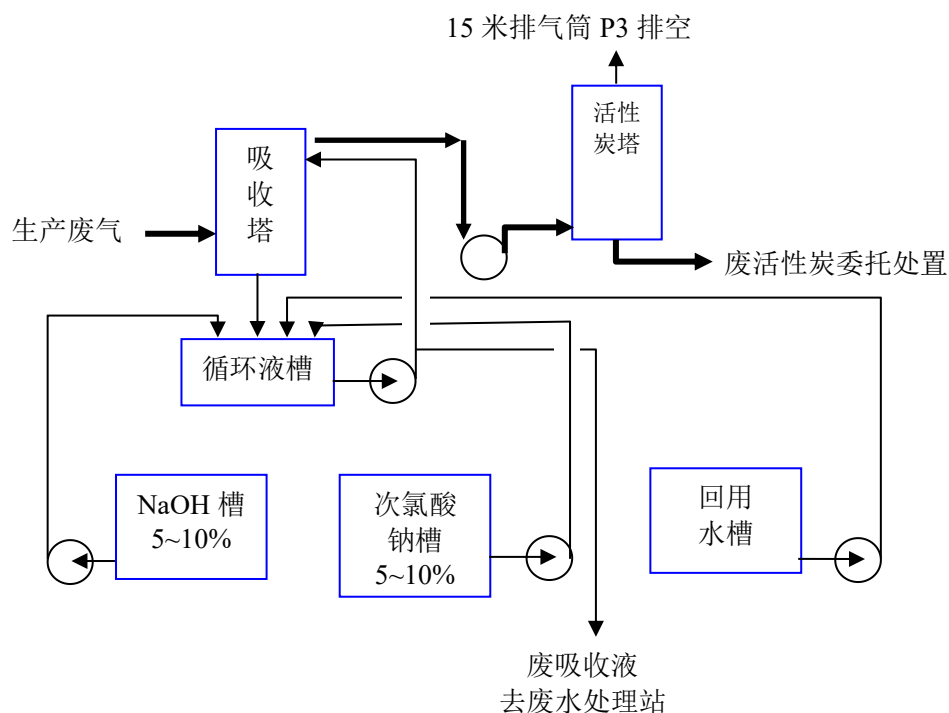 15 米排气筒 P3 排空
活性
炭塔
吸
收
塔
生产废气
废活性炭委托处置
循环液槽
NaOH 槽
5~10%
次氯酸
钠槽
5~10%
回用
水槽
废吸收液
去废水处理站